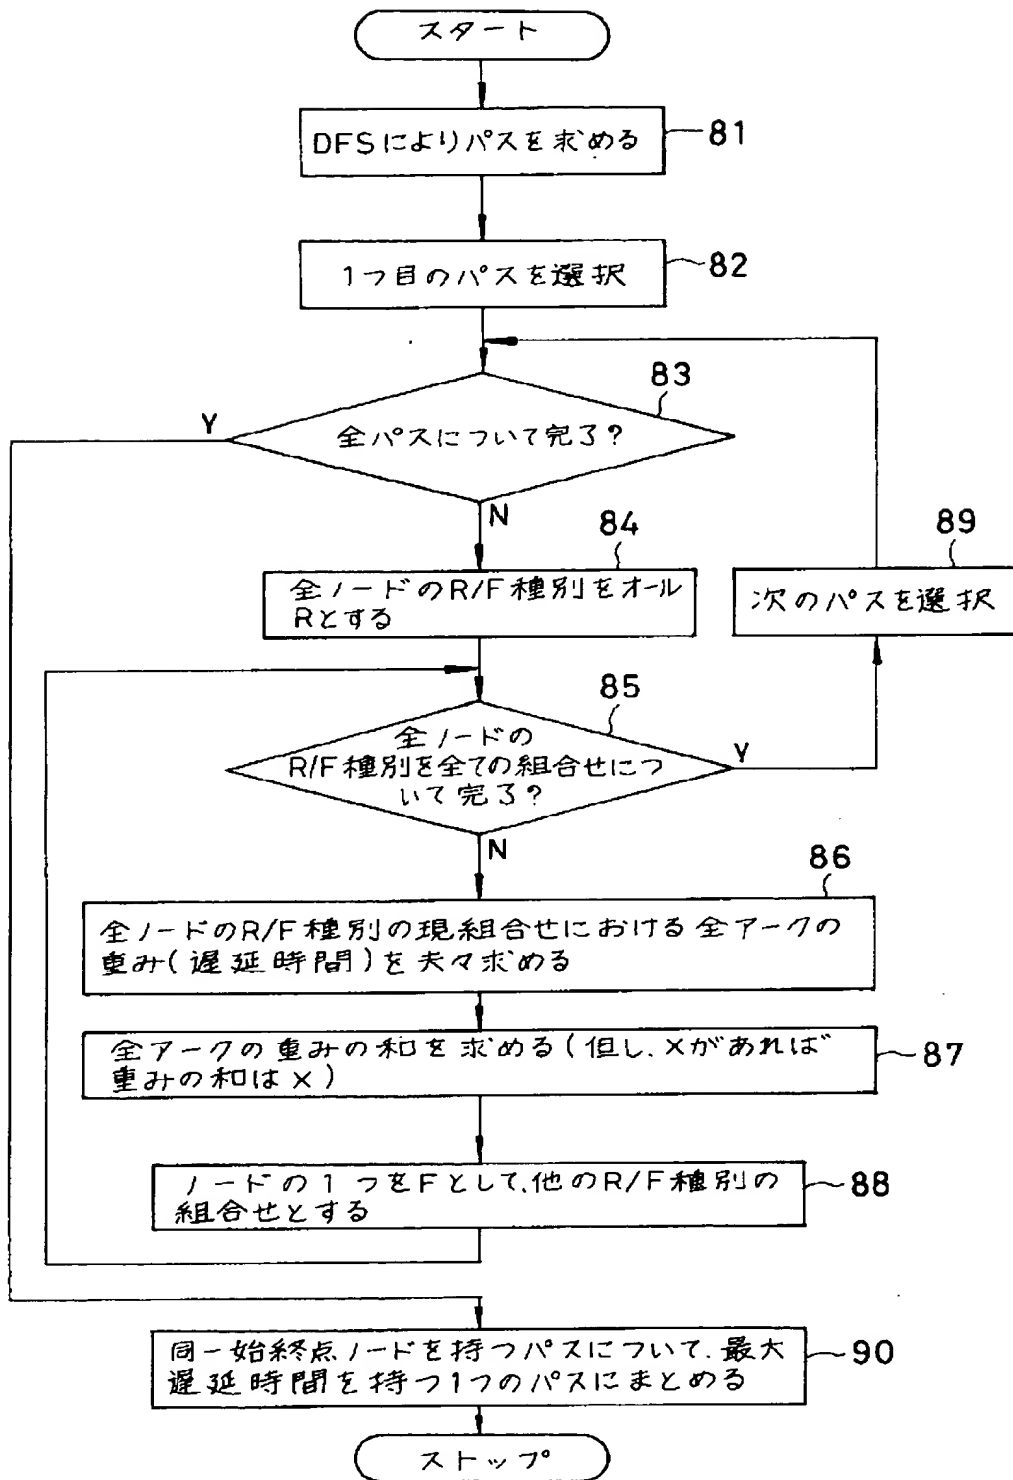 スタート
DFSによりパスを求める
81
1つ目のパスを選択
82
83
Y
全パスについて完了?
N
84
89
全ノードのR/F種別をオール
Rとする
次のパスを選択
85
全ノードの
R/F種別を全ての組合せにつ
いて完了?
Y
N
86
全ノードのR/F種別の現組合せにおける全アークの
重み(遅延時間)を夫々求める
全アークの重みの和を求める(但し、Xがあれば
重みの和はX)
87
ノードの1つをFとして、他のR/F種別の
組合せとする
88
同一始終点ノードを持つパスについて、最大
遅延時間を持つ1つのパスにまとめる
90
ストップ